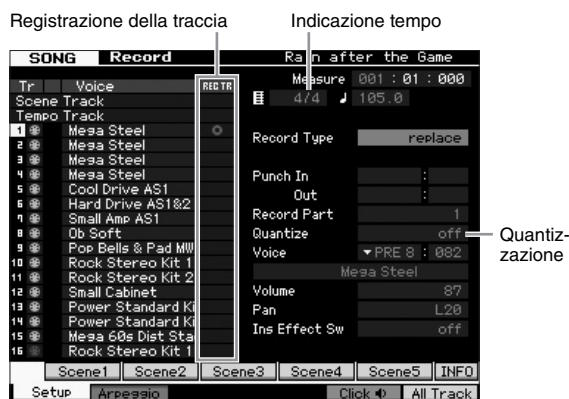 Registrazione della traccia
Indicazione tempo
SONG Record Rain after the Game
Measure 001 : 01 : 000
Tr Voice REC TR
4/4 105.0
Scene Track
Tempo Track
1 Mega Steel
2 Mega Steel
3 Mega Steel
4 Mega Steel
5 Cool Drive AS1
6 Hard Drive AS1&2
7 Small Amp AS1
8 Ob Soft
9 Pop Bells & Pad MW
10 Rock Stereo Kit 1
11 Rock Stereo Kit 2
12 Small Cabinet
13 Power Standard Ki
14 Power Standard Ki
15 Mega 60s Dist Sta
16 Rock Stereo Kit 1
Record Type replace
Punch In :
Out :
Record Part 1
Quantize off
Voice PRE 8 : 082
Mega Steel
Volume 87
Pan L20
Ins Effect Sw off
Quantiz-
zazione
Scene1 Scene2 Scene3 Scene4 Scene5 INFO
Setup Arpeggio Click All Track